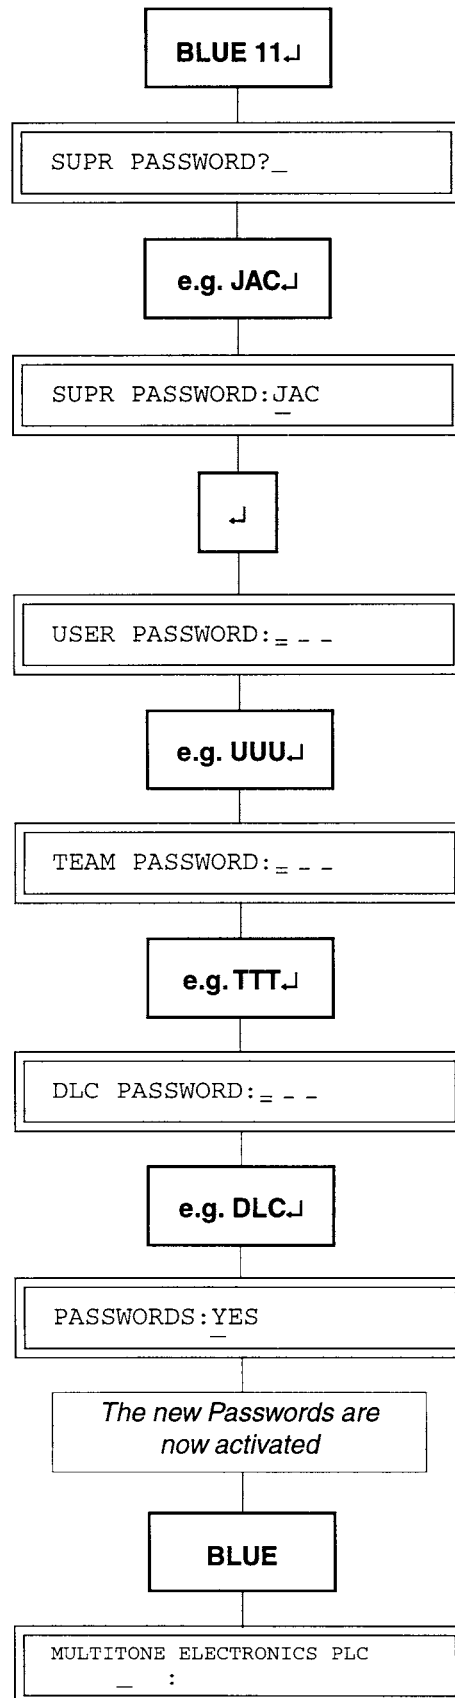 BLUE 11↵
SUPR PASSWORD?_
e.g. JAC↵
SUPR PASSWORD:JAC
↵
USER PASSWORD:_ _ _
e.g. UUU↵
TEAM PASSWORD:_ _ _
e.g. TTT↵
DLC PASSWORD:_ _ _
e.g. DLC↵
PASSWORDS:YES
The new Passwords are
now activated
BLUE
MULTITONE ELECTRONICS PLC
_ :